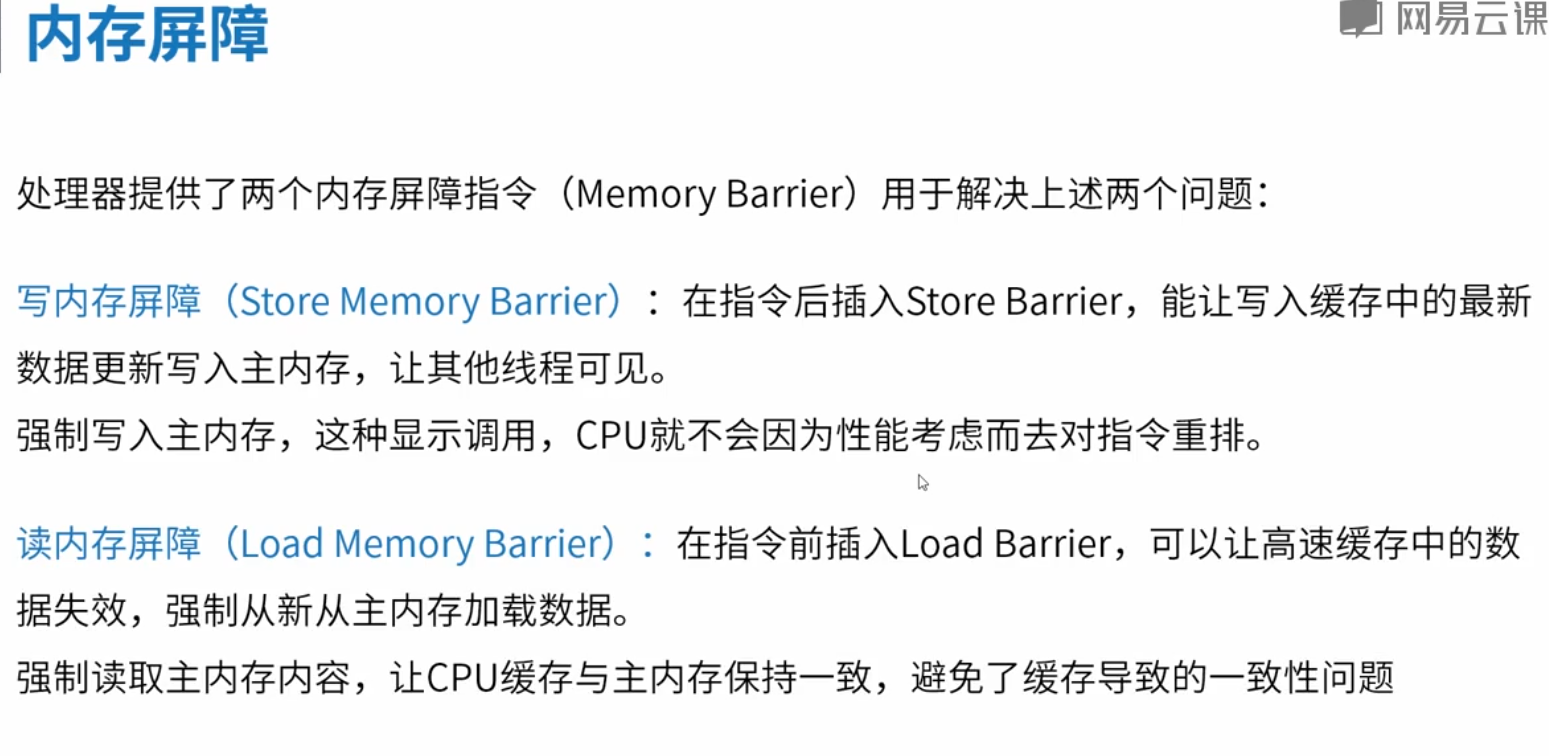 内存屏障
网易云课
处理器提供了两个内存屏障指令（Memory Barrier）用于解决上述两个问题：
写内存屏障（Store Memory Barrier）：在指令后插入Store Barrier，能让写入缓存中的最新
数据更新写入主内存，让其他线程可见。
强制写入主内存，这种显示调用，CPU就不会因为性能考虑而去对指令重排。
读内存屏障（Load Memory Barrier）：在指令前插入Load Barrier，可以让高速缓存中的数
据失效，强制从新从主内存加载数据。
强制读取主内存内容，让CPU缓存与主内存保持一致，避免了缓存导致的一致性问题